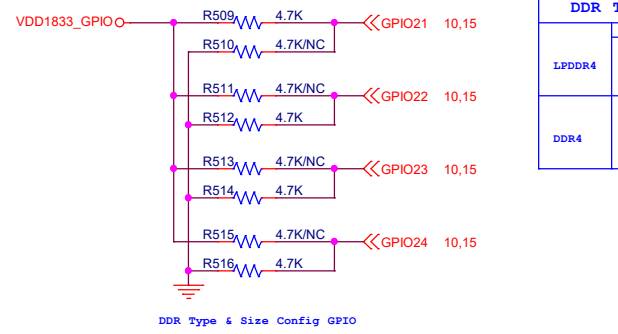 R509 4.7K
VDD1833_GPIO GPIO21 10,15
R510 4.7K/NC
R511 4.7K/NC
GPIO22 10,15
R512 4.7K
R513 4.7K/NC
GPIO23 10,15
R514 4.7K
R515 4.7K/NC
GPIO24 10,15
R516 4.7K
DDR Type & Size Config GPIO
DDR T
LPDDR4
DDR4